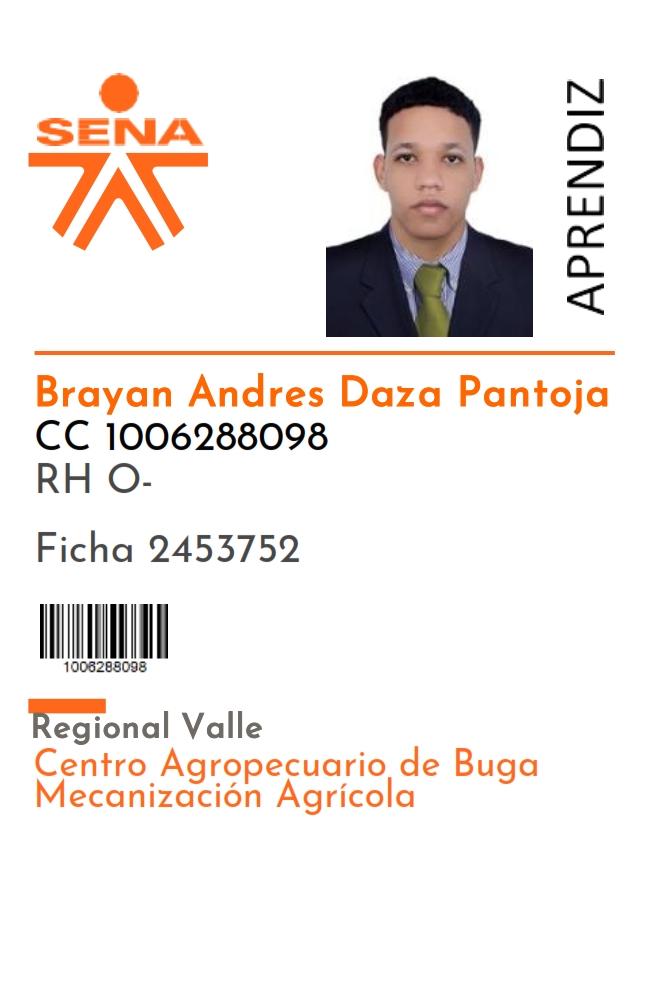 SENA
APRENDIZ
Brayan Andres Daza Pantoja
CC 1006288098
RH O-
Ficha 2453752
1006288098
Regional Valle
Centro Agropecuario de Buga
Mecanización Agrícola